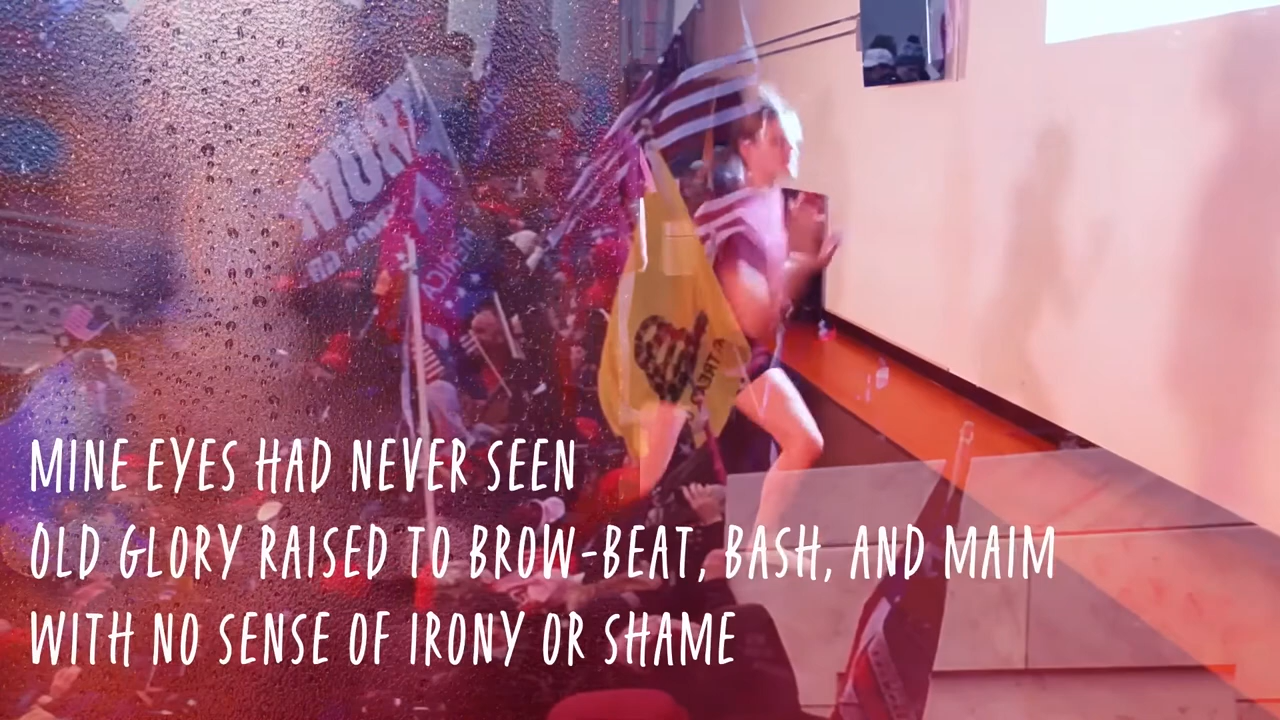 MINE EYES HAD NEVER SEEN
OLD GLORY RAISED TO BROW-BEAT, BASH, AND MAIM
WITH NO SENSE OF IRONY OR SHAME